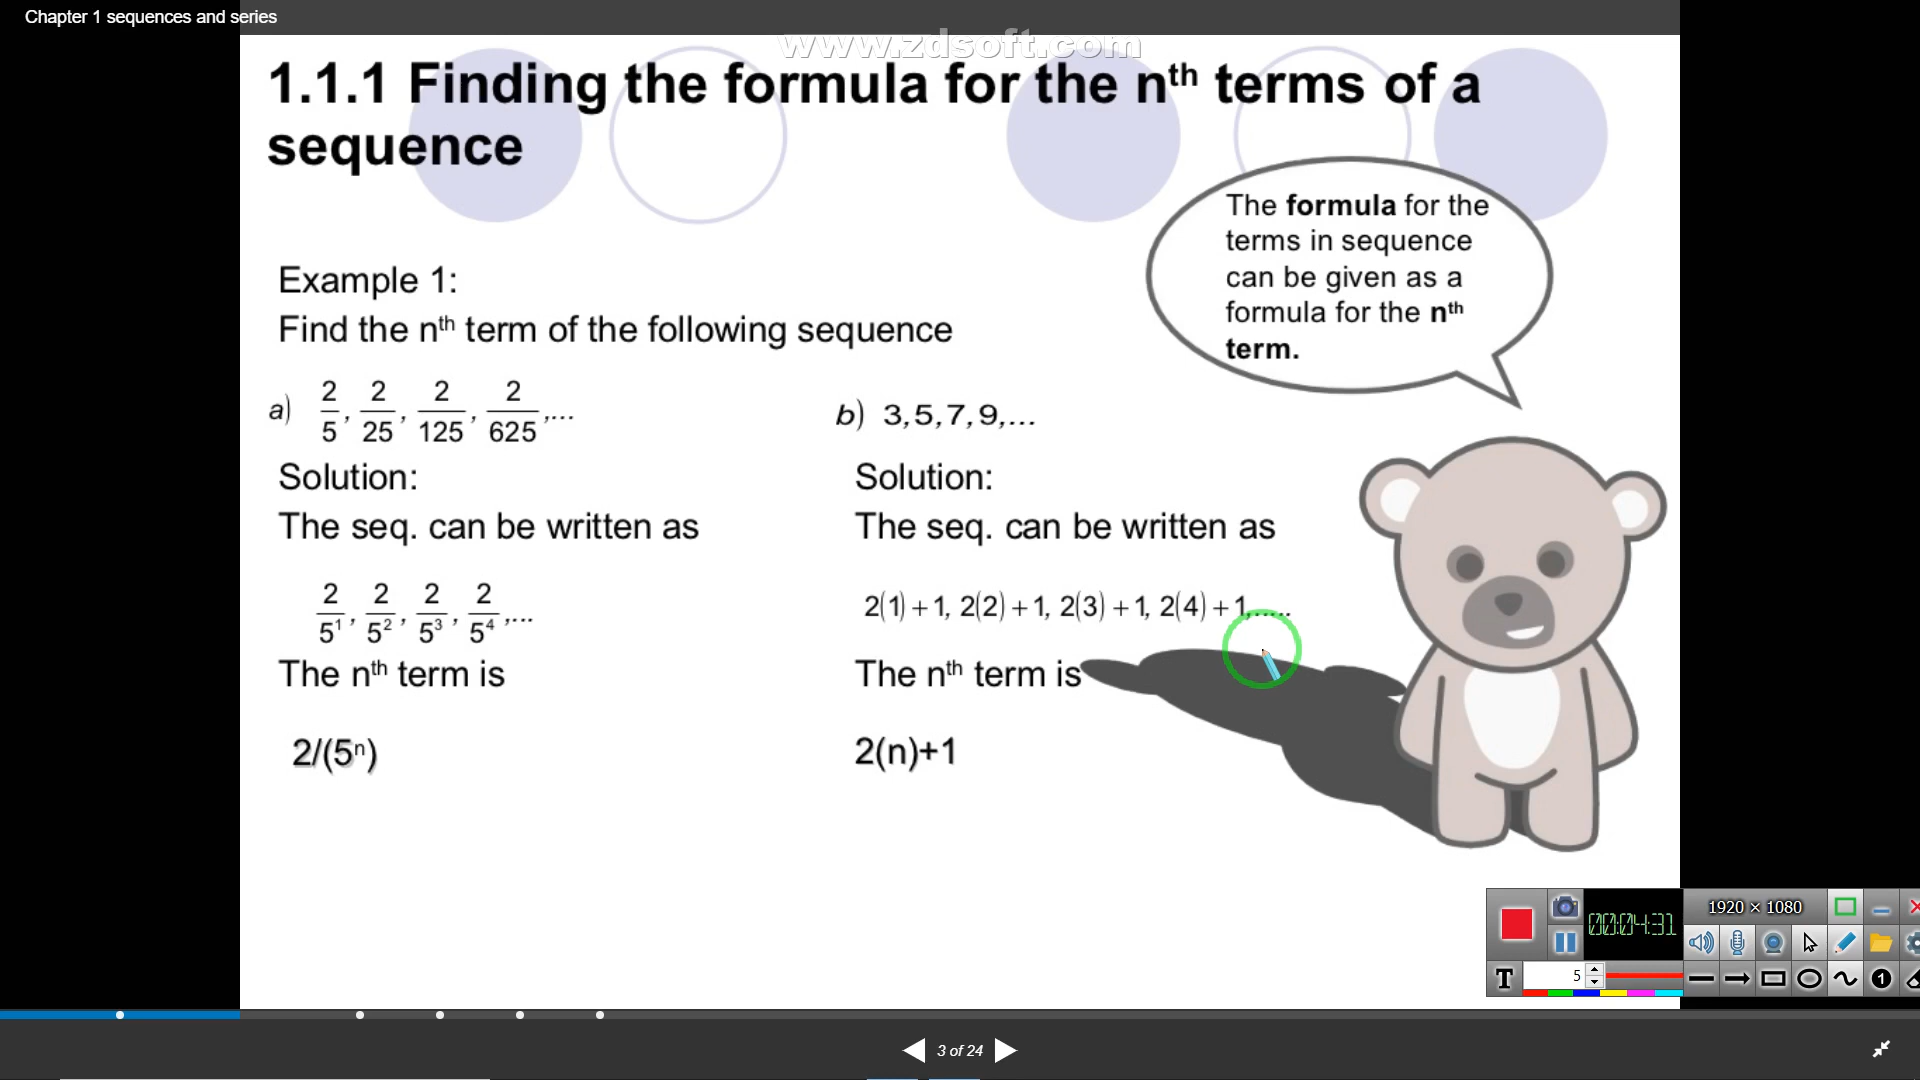 Chapter 1 sequences and series
www.zdsoft.com
1.1.1 Finding the formula for the nᵗʰ terms of a
sequence
The formula for the
terms in sequence
can be given as a
formula for the nᵗʰ
term.
Example 1:
Find the nᵗʰ term of the following sequence
a) 2/5, 2/25, 2/125, 2/625,...
b) 3,5,7,9,...
Solution:
The seq. can be written as
2/5¹, 2/5², 2/5³, 2/5⁴,...
The nᵗʰ term is
2/(5ⁿ)
Solution:
The seq. can be written as
2(1)+1, 2(2)+1, 2(3)+1, 2(4)+1,.....
The nᵗʰ term is
2(n)+1
00:04:31
1920 × 1080
T
5
1
3 of 24